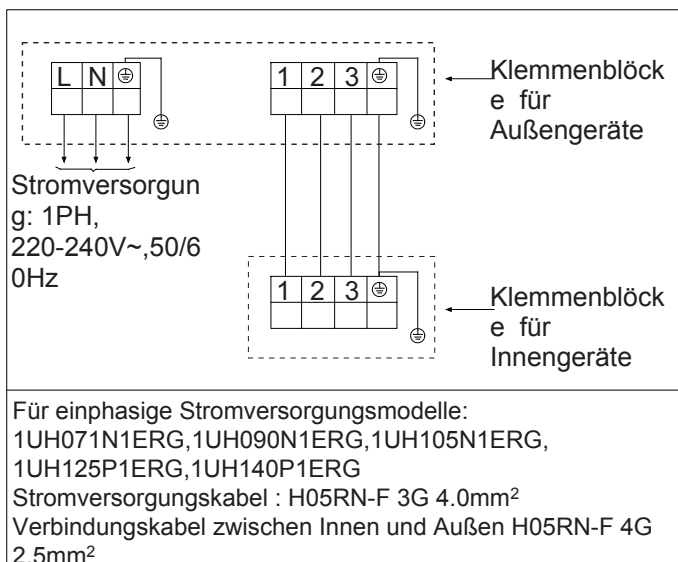 L N
1 2 3
Klemmenblöck
e für
Außengeräte
Stromversorgun
g: 1PH,
220-240V~,50/6
0Hz
1 2 3
Klemmenblöck
e für
Innengeräte
Für einphasige Stromversorgungsmodelle:
1UH071N1ERG,1UH090N1ERG,1UH105N1ERG,
1UH125P1ERG,1UH140P1ERG
Stromversorgungskabel : H05RN-F 3G 4.0mm²
Verbindungskabel zwischen Innen und Außen H05RN-F 4G
2.5mm²